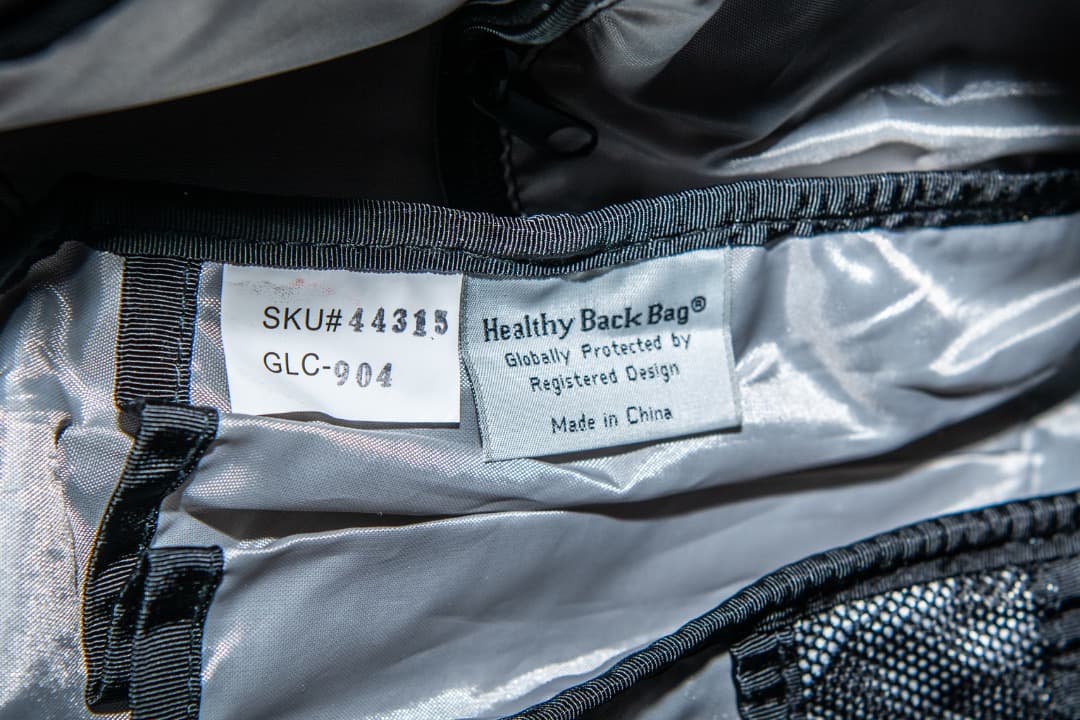 SKU#44315
GLC-904
Healthy Back Bag®
Globally Protected by
Registered Design
Made in China